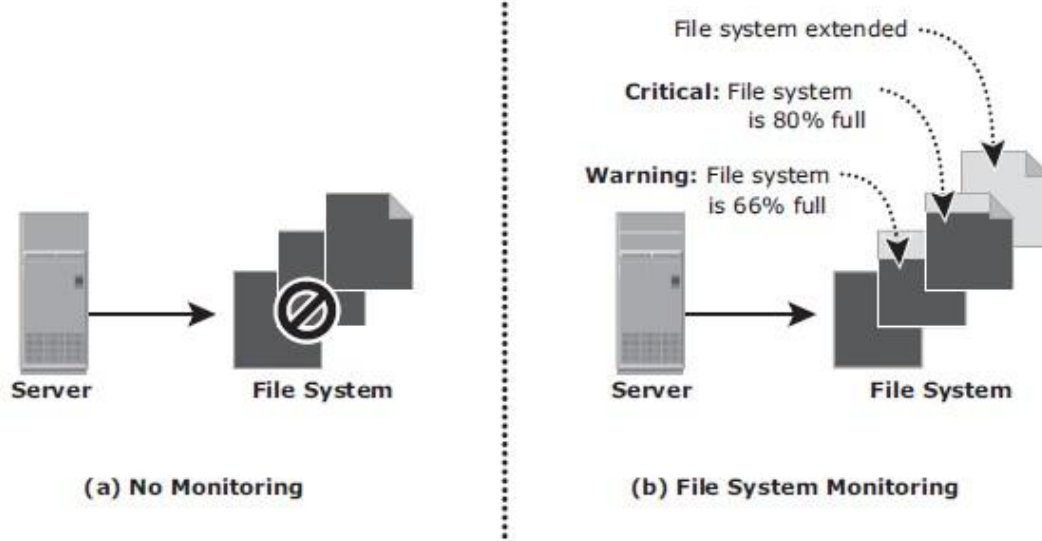 File system extended
Critical: File system
is 80% full
Warning: File system
is 66% full
Server
File System
Server
File System
(a) No Monitoring
(b) File System Monitoring